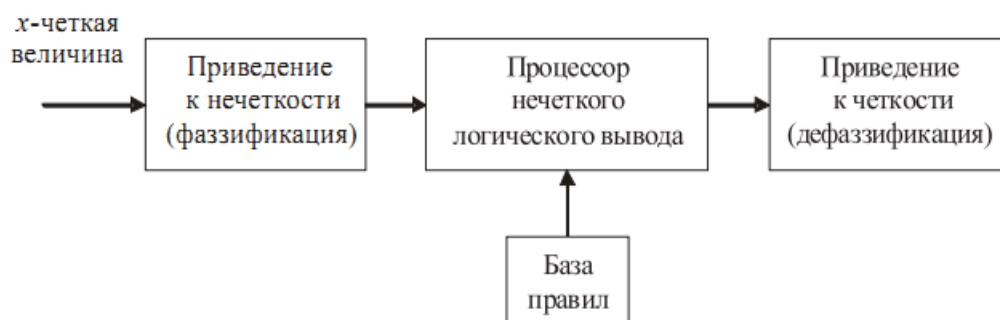 x-четкая
величина
Приведение
к нечеткости
(фаззификация)
Процессор
нечеткого
логического вывода
Приведение
к четкости
(дефаззификация)
База
правил